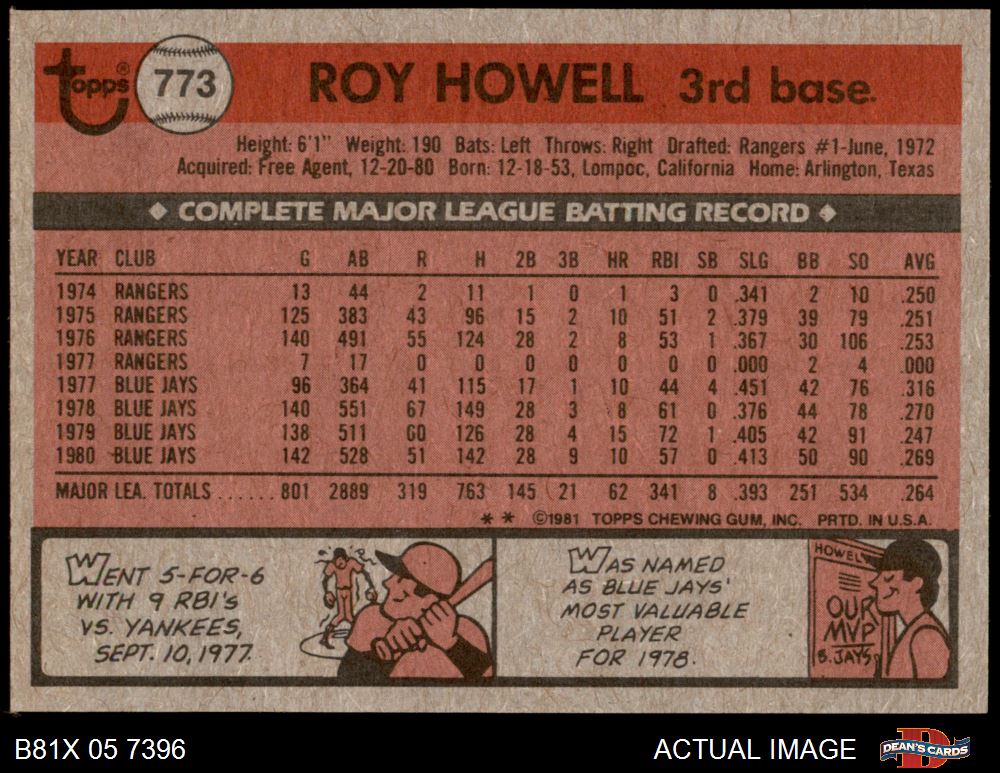 Topps® 773 ROY HOWELL 3rd base.
Height: 6'1" Weight: 190 Bats: Left Throws: Right Drafted: Rangers #1-June, 1972
Acquired: Free Agent, 12-20-80 Born: 12-18-53, Lompoc, California Home: Arlington, Texas
◆ COMPLETE MAJOR LEAGUE BATTING RECORD ◆
YEAR CLUB G AB R H 2B 3B HR RBI SB SLG BB SO AVG
1974 RANGERS 13 44 2 11 1 0 1 3 0 .341 2 10 .250
1975 RANGERS 125 383 43 96 15 2 10 51 2 .379 39 79 .251
1976 RANGERS 140 491 55 124 28 2 8 53 1 .367 30 106 .253
1977 RANGERS 7 17 0 0 0 0 0 0 0 .000 2 4 .000
1977 BLUE JAYS 96 364 41 115 17 1 10 44 4 .451 42 76 .316
1978 BLUE JAYS 140 551 67 149 28 3 8 61 0 .376 44 78 .270
1979 BLUE JAYS 138 511 60 126 28 4 15 72 1 .405 42 91 .247
1980 BLUE JAYS 142 528 51 142 28 9 10 57 0 .413 50 90 .269
MAJOR LEA. TOTALS ...... 801 2889 319 763 145 21 62 341 8 .393 251 534 .264
* * ©1981 TOPPS CHEWING GUM, INC. PRTD. IN U.S.A.
WENT 5-FOR-6
WITH 9 RBI'S
VS. YANKEES,
SEPT. 10, 1977.
WAS NAMED
AS BLUE JAYS'
MOST VALUABLE
PLAYER
FOR 1978.
HOWELL
OUR
MVP
B. JAYS
B81X 05 7396
ACTUAL IMAGE
DEAN'S CARDS